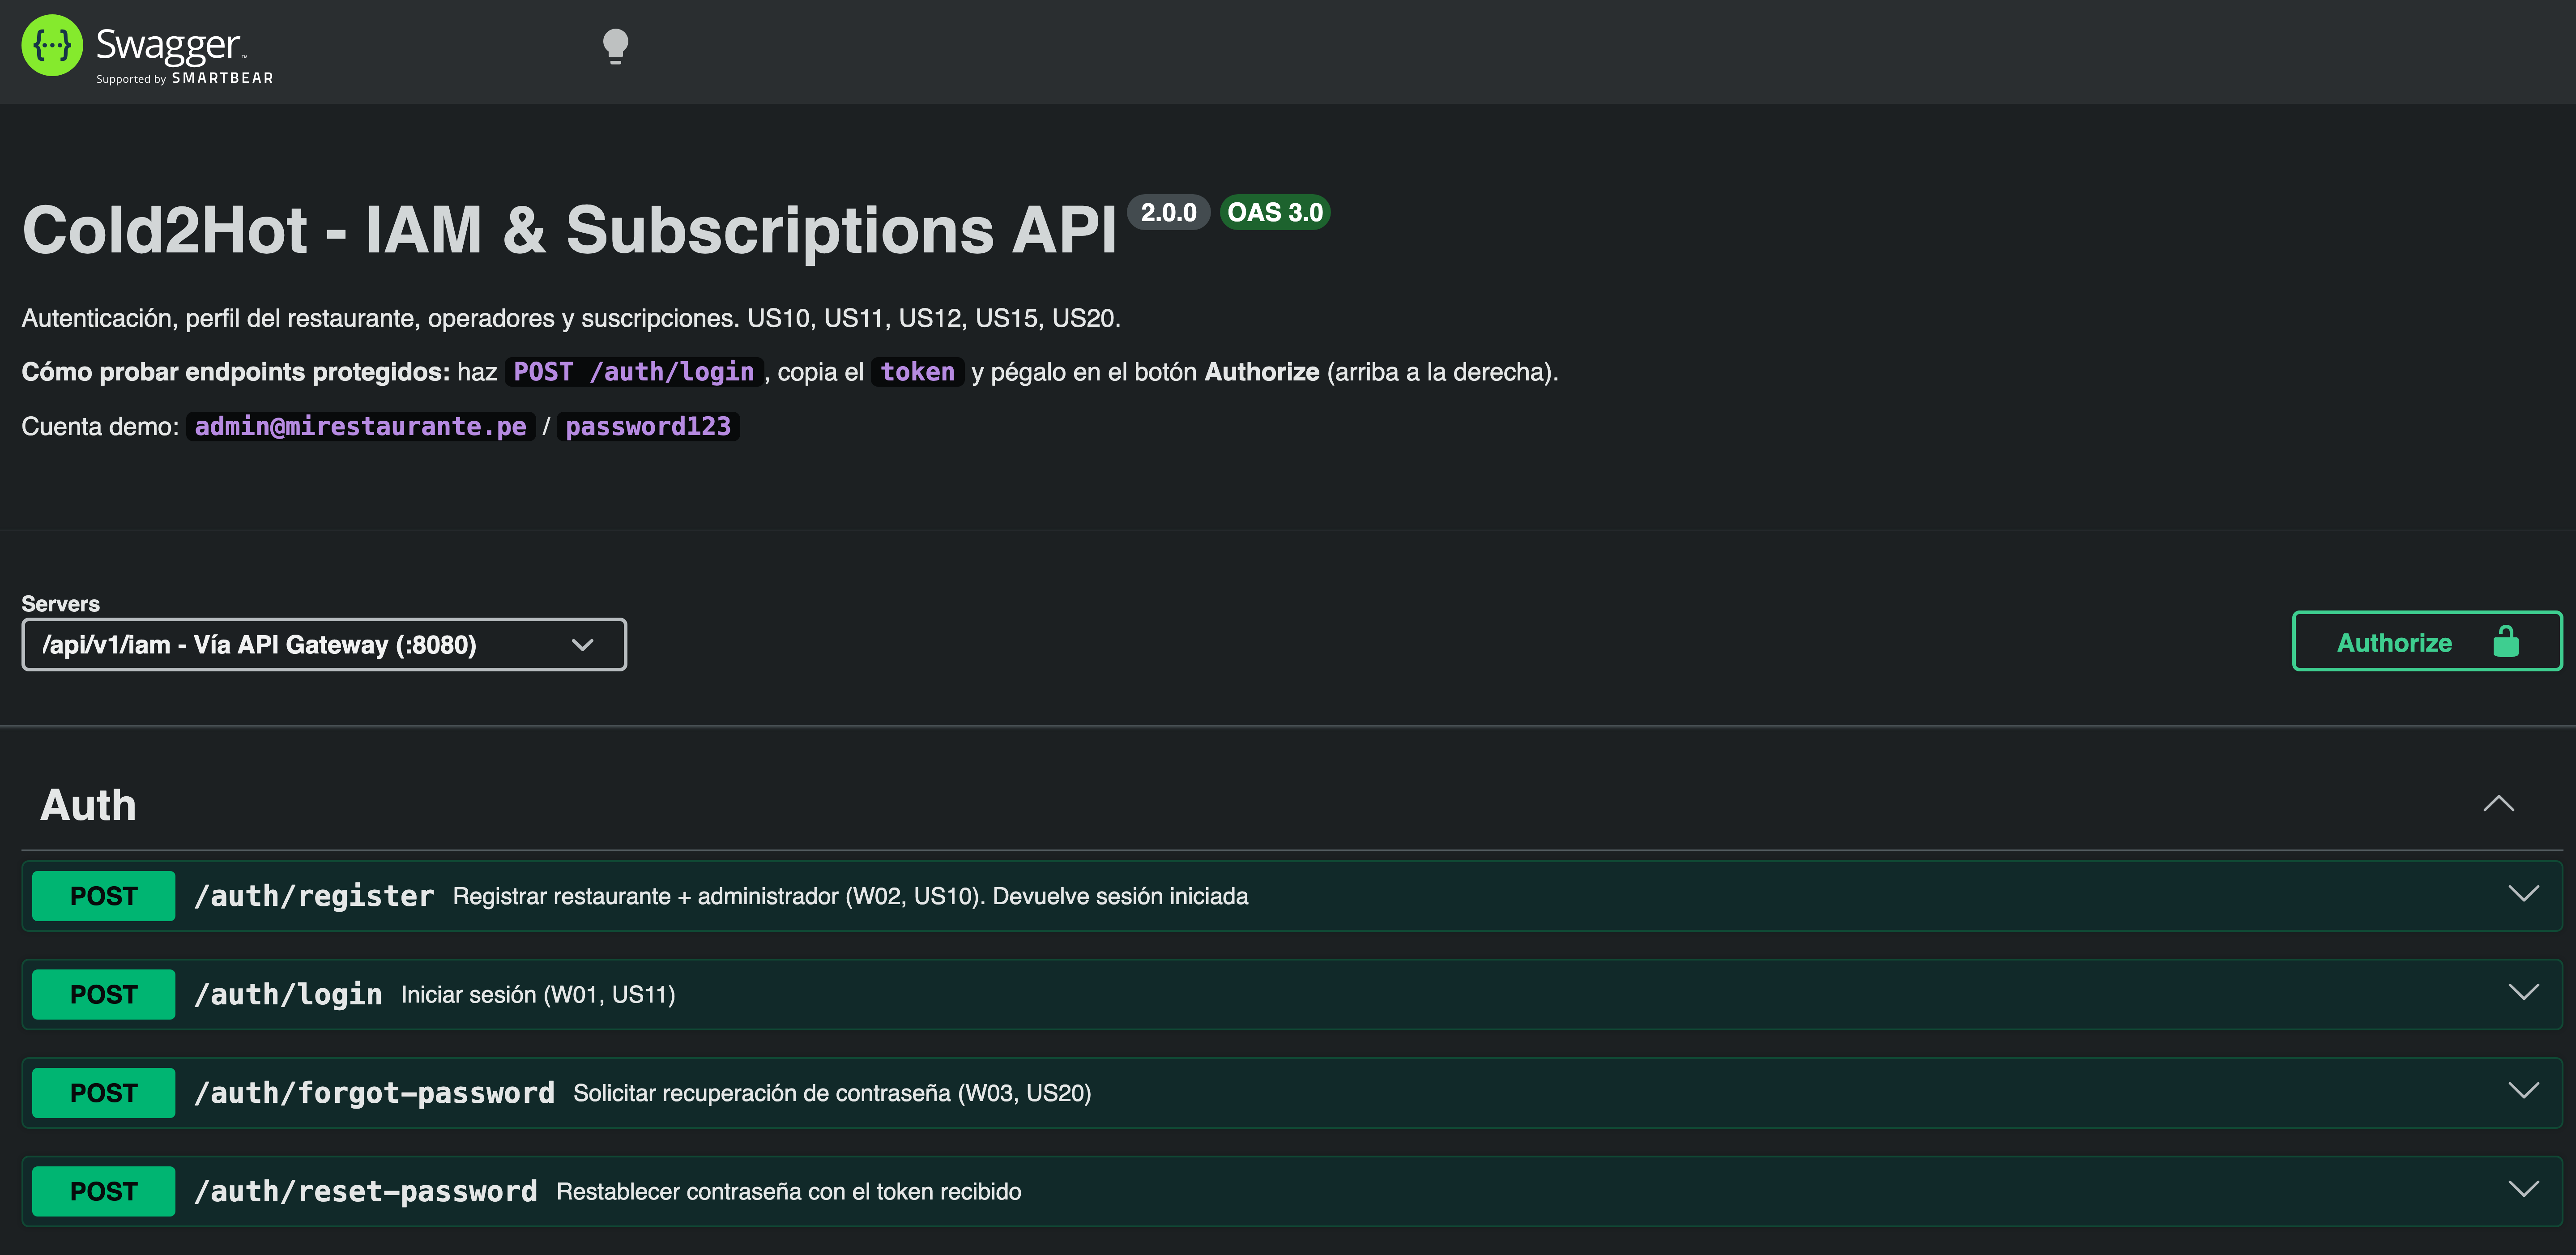 Swagger™
Supported by SMARTBEAR
Cold2Hot - IAM & Subscriptions API 2.0.0 OAS 3.0
Autenticación, perfil del restaurante, operadores y suscripciones. US10, US11, US12, US15, US20.
Cómo probar endpoints protegidos: haz POST /auth/login, copia el token y pégalo en el botón Authorize (arriba a la derecha).
Cuenta demo: admin@mirestaurante.pe / password123
Servers
/api/v1/iam - Vía API Gateway (:8080)
Authorize
Auth
POST /auth/register Registrar restaurante + administrador (W02, US10). Devuelve sesión iniciada
POST /auth/login Iniciar sesión (W01, US11)
POST /auth/forgot-password Solicitar recuperación de contraseña (W03, US20)
POST /auth/reset-password Restablecer contraseña con el token recibido